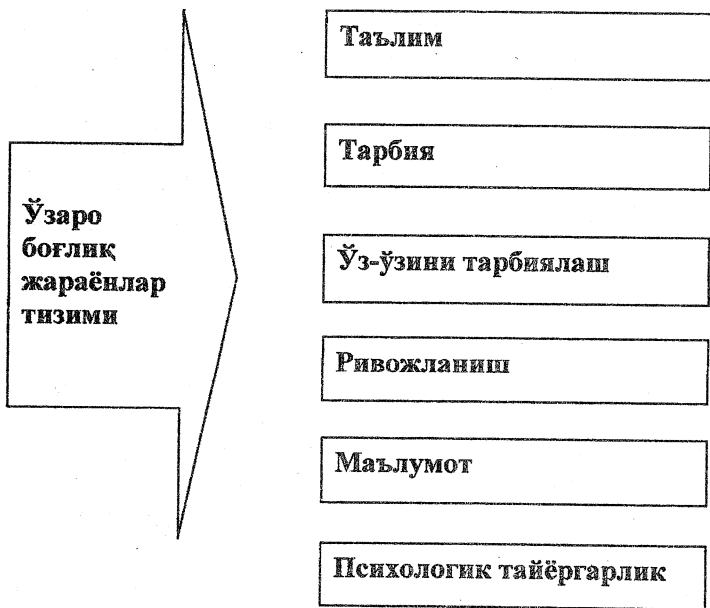 Таълим
Тарбия
Ўзаро
боғлиқ
жараёнлар
тизими
Ўз-ўзини тарбиялаш
Ривожланиш
Маълумот
Психологик тайёргарлик